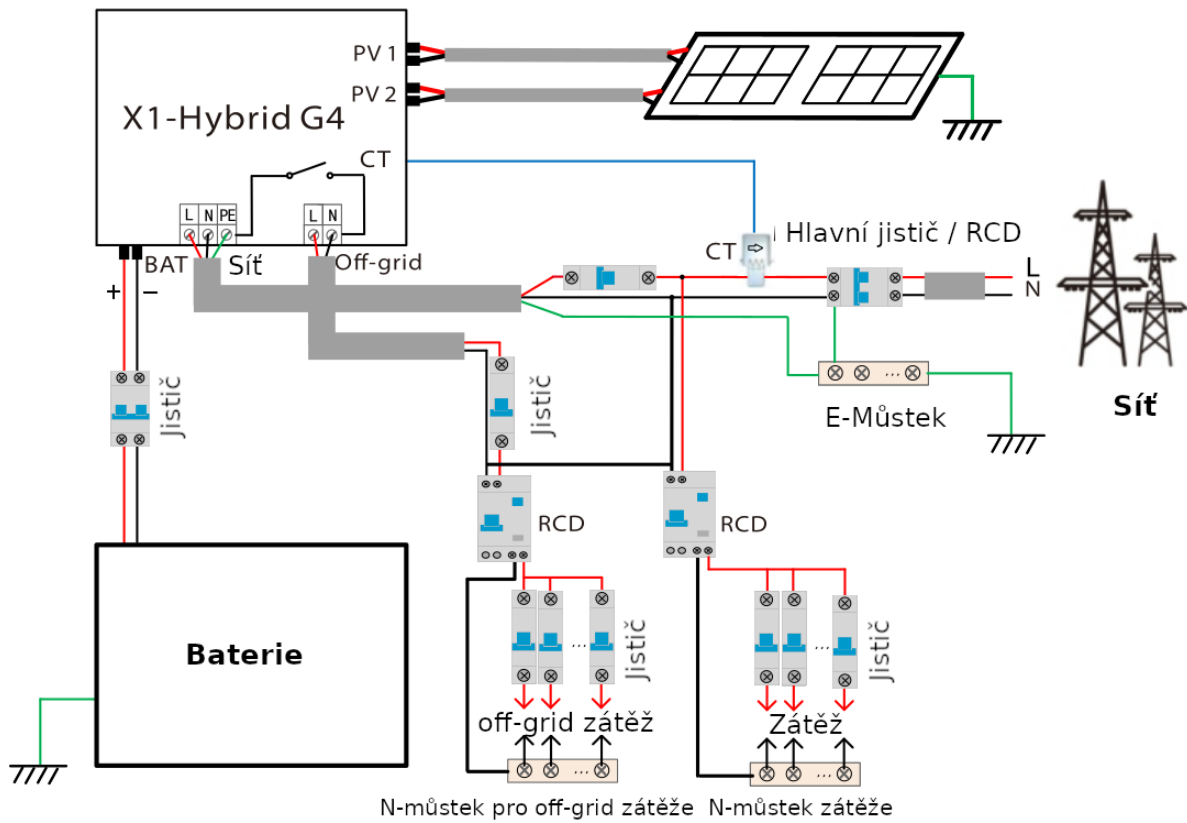 PV 1
PV 2
X1-Hybrid G4
CT
L N PE
L N
BAT
Síť
Off-grid
+
−
CT
Hlavní jistič / RCD
L
N
Jistič
Jistič
E-Můstek
Síť
RCD
RCD
Baterie
...
...
...
Jistič
Jistič
off-grid zátěž
Zátěž
...
...
N-můstek pro off-grid zátěže
N-můstek zátěže